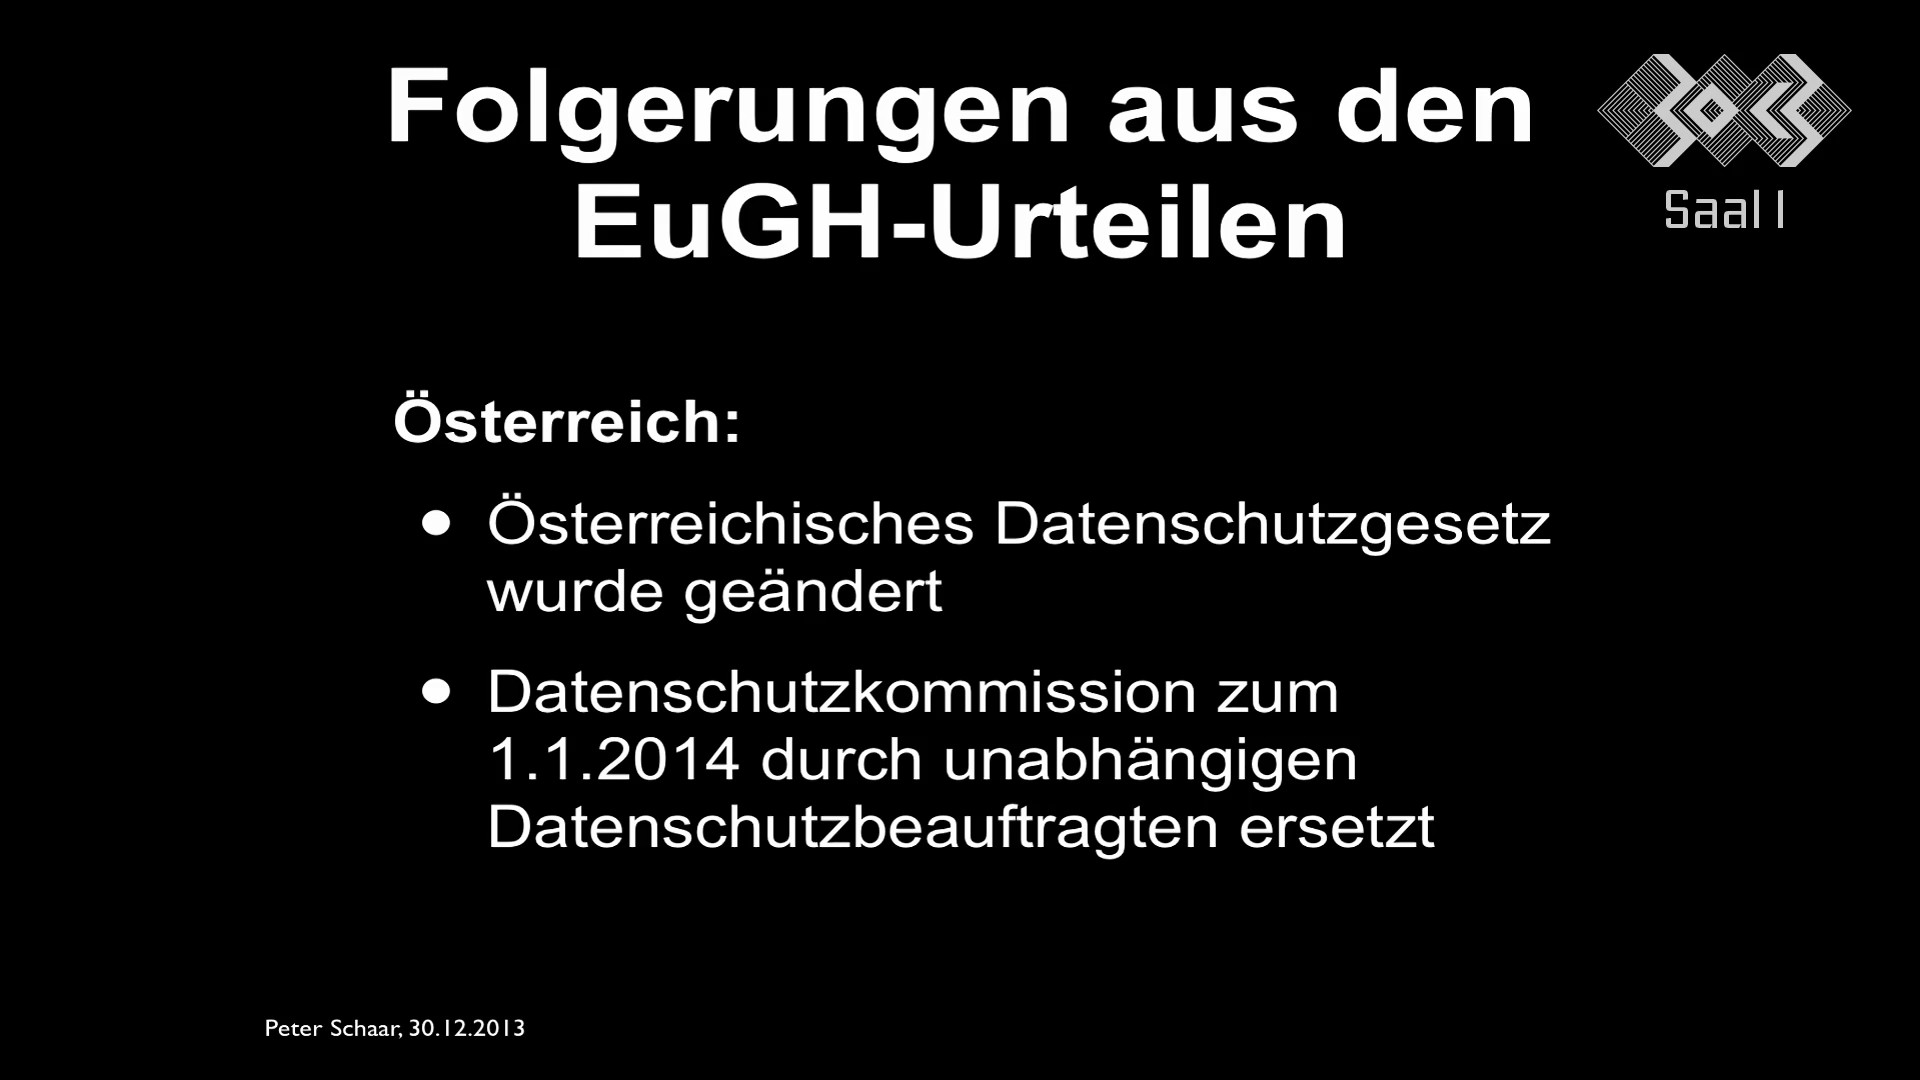 Folgerungen aus den
EuGH-Urteilen
Saal 1
Österreich:
● Österreichisches Datenschutzgesetz
wurde geändert
● Datenschutzkommission zum
1.1.2014 durch unabhängigen
Datenschutzbeauftragten ersetzt
Peter Schaar, 30.12.2013